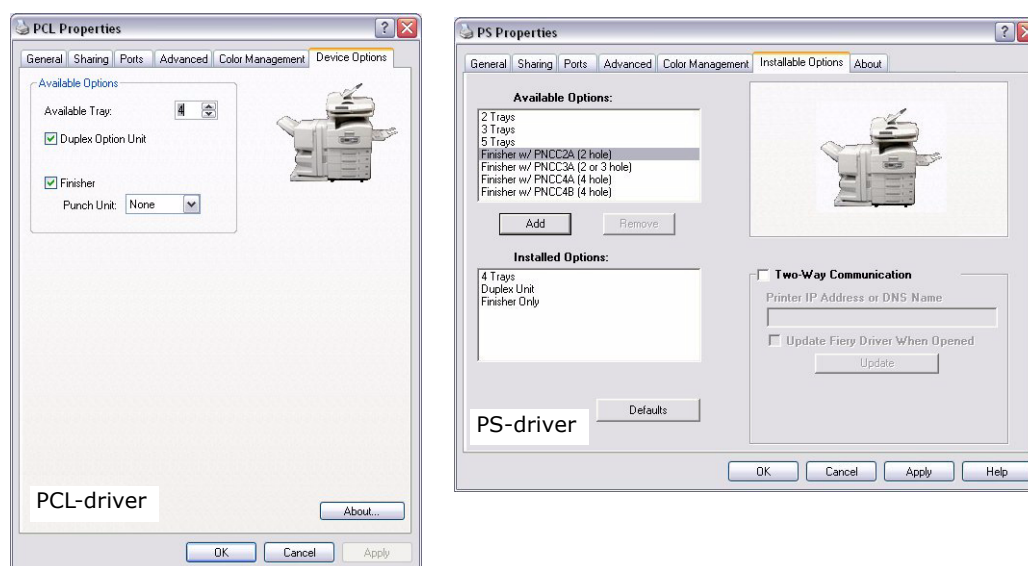 PCL Properties
General Sharing Ports Advanced Color Management Device Options
Available Options
Available Tray: 4
Duplex Option Unit
Finisher
Punch Unit: None
PCL-driver
About...
OK Cancel Apply
PS Properties
General Sharing Ports Advanced Color Management Installable Options About
Available Options:
2 Trays
3 Trays
5 Trays
Finisher w/ PNCC2A (2 hole)
Finisher w/ PNCC3A (2 or 3 hole)
Finisher w/ PNCC4A (4 hole)
Finisher w/ PNCC4B (4 hole)
Add Remove
Installed Options:
4 Trays
Duplex Unit
Finisher Only
Defaults
PS-driver
Two-Way Communication
Printer IP Address or DNS Name
Update Fiery Driver When Opened
Update
OK Cancel Apply Help